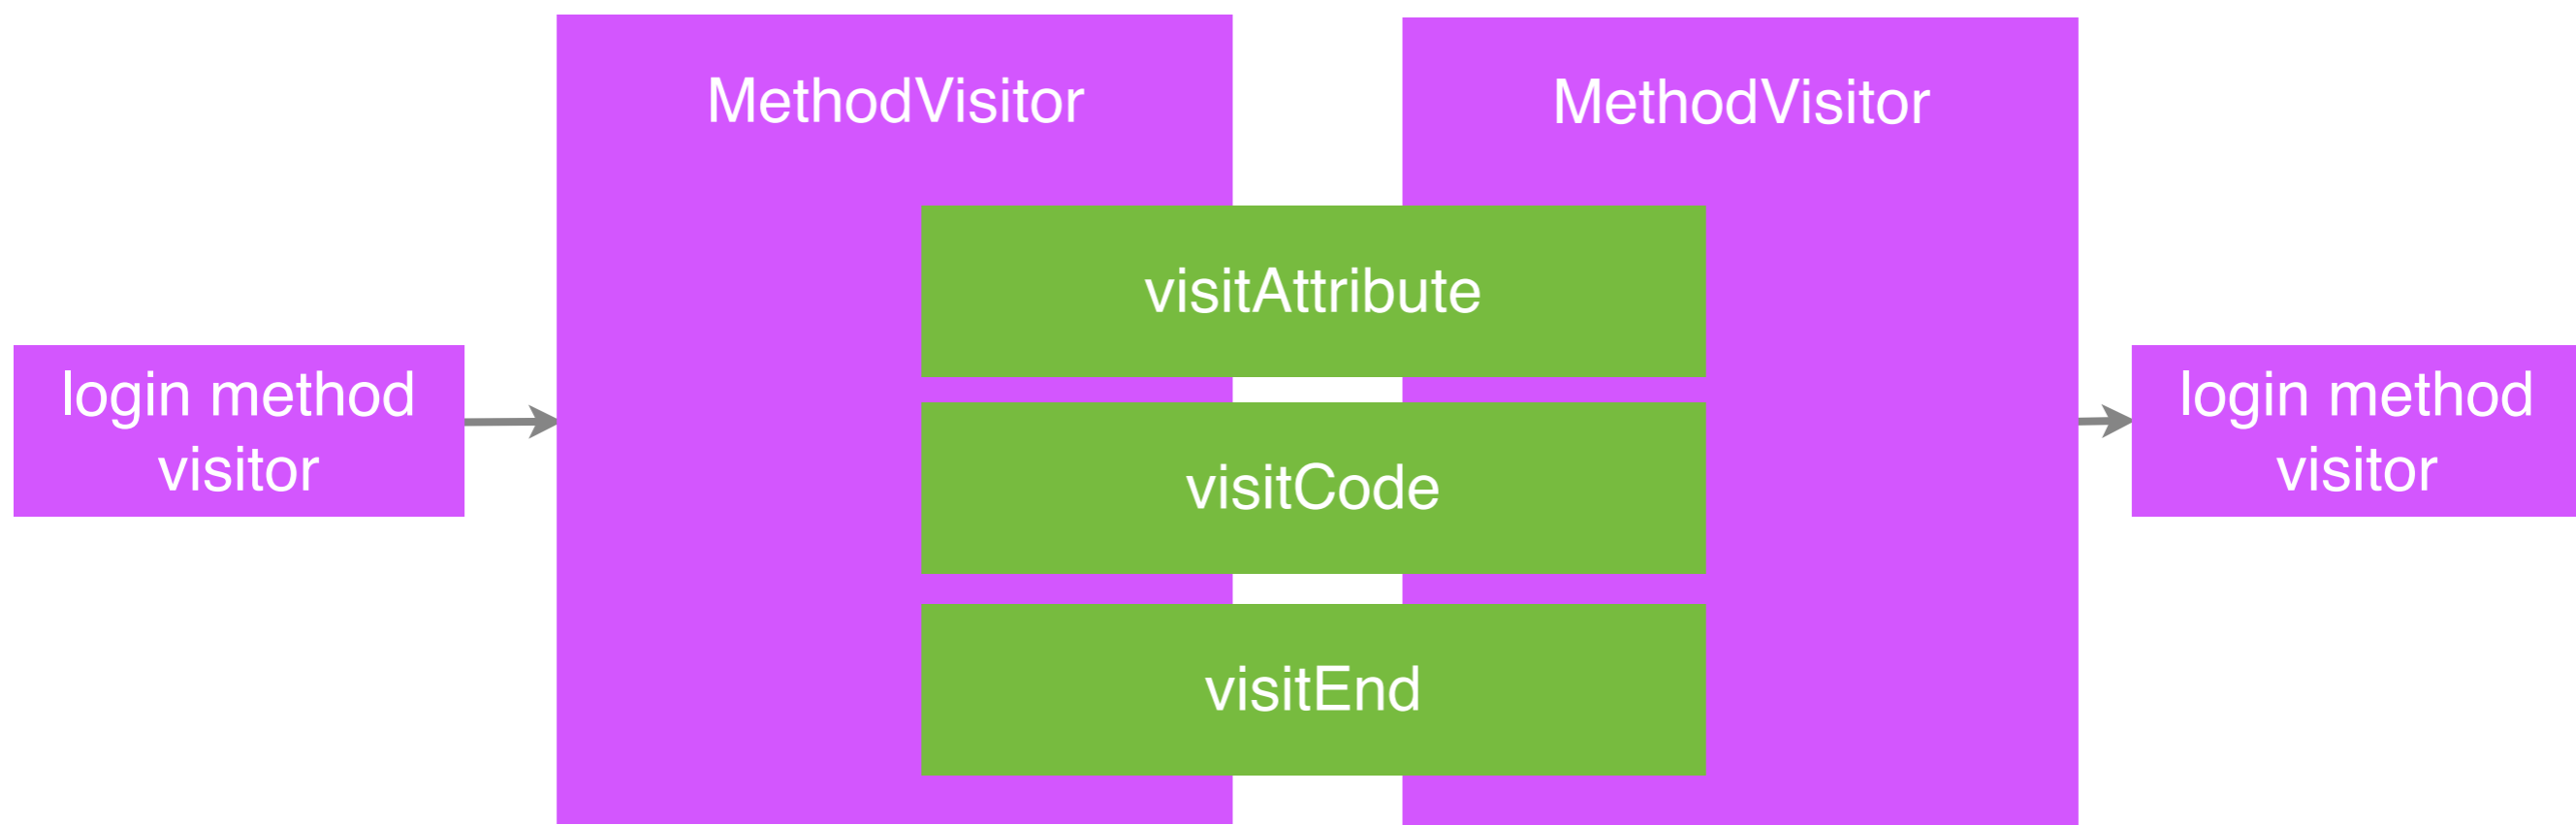 MethodVisitor
MethodVisitor
visitAttribute
login method
visitor
visitCode
login method
visitor
visitEnd